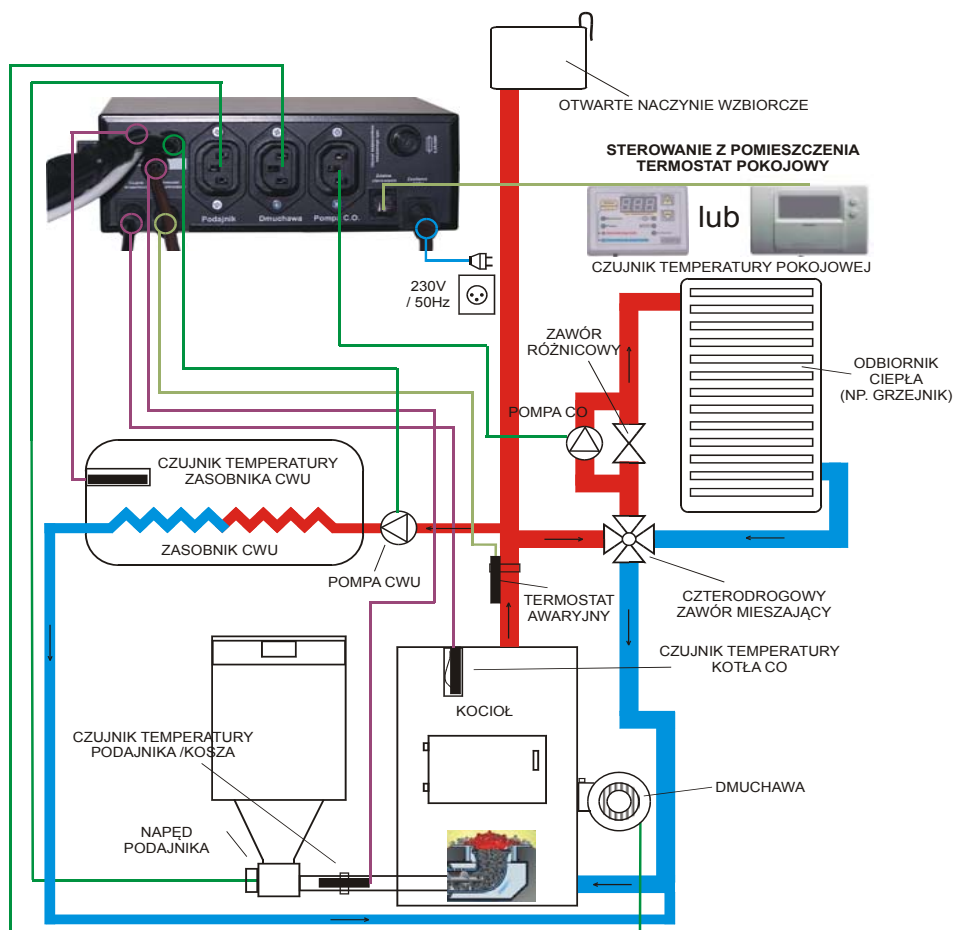 OTWARTE NACZYNIE WZBIORCZE
STEROWANIE Z POMIESZCZENIA
TERMOSTAT POKOJOWY
lub
CZUJNIK TEMPERATURY POKOJOWEJ
Podajnik
Dmuchawa
Pompa C.O.
230V
/ 50Hz
ZAWÓR
RÓŻNICOWY
ODBIORNIK
CIEPŁA
(NP. GRZEJNIK)
POMPA CO
CZUJNIK TEMPERATURY
ZASOBNIKA CWU
ZASOBNIK CWU
POMPA CWU
TERMOSTAT
AWARYJNY
CZTERODROGOWY
ZAWÓR MIESZAJĄCY
CZUJNIK TEMPERATURY
KOTŁA CO
KOCIOŁ
CZUJNIK TEMPERATURY
PODAJNIKA /KOSZA
DMUCHAWA
NAPĘD
PODAJNIKA